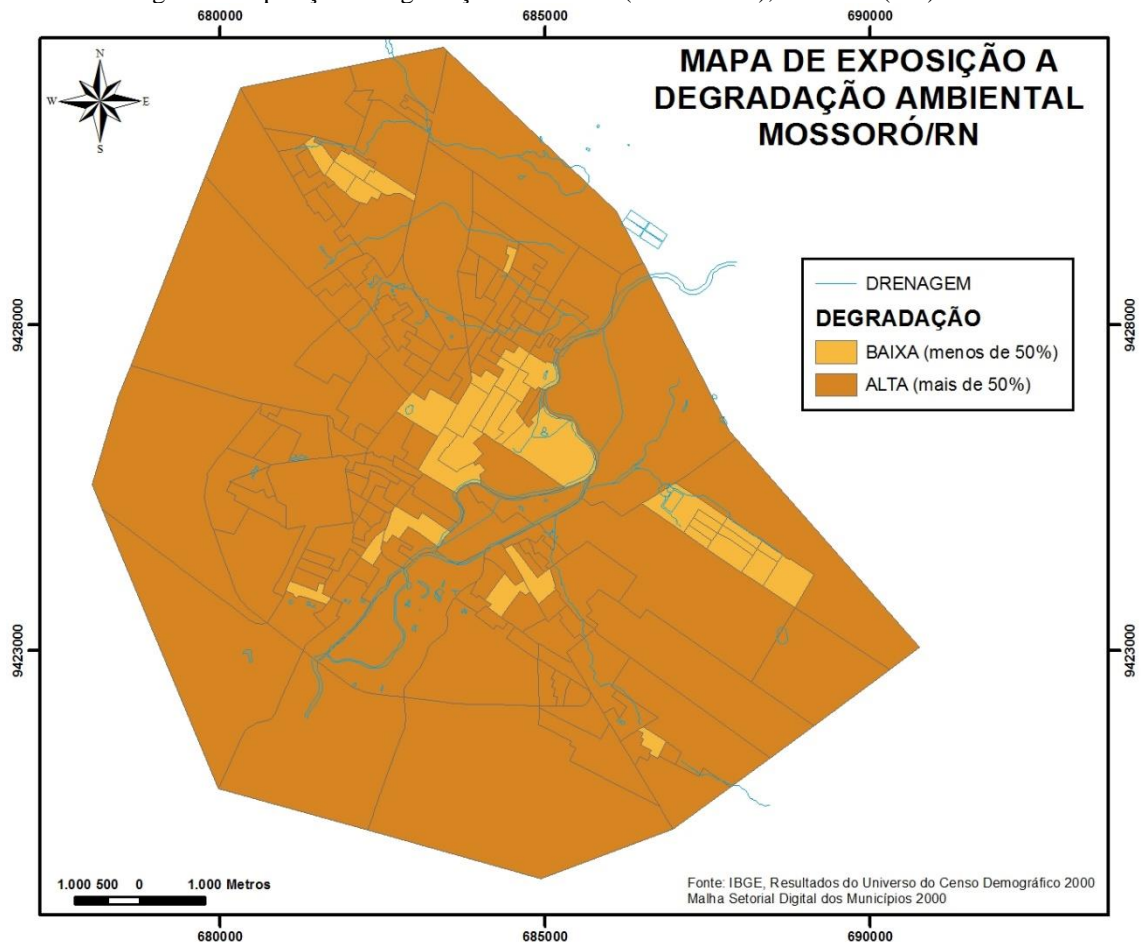 680000 685000 690000
N
W E
S
MAPA DE EXPOSIÇÃO A
DEGRADAÇÃO AMBIENTAL
MOSSORÓ/RN
DRENAGEM
DEGRADAÇÃO
BAIXA (menos de 50%)
ALTA (mais de 50%)
9428000 9428000
9423000 9423000
1.000 500 0 1.000 Metros
Fonte: IBGE, Resultados do Universo do Censo Demográfico 2000
Malha Setorial Digital dos Municípios 2000
680000 685000 690000